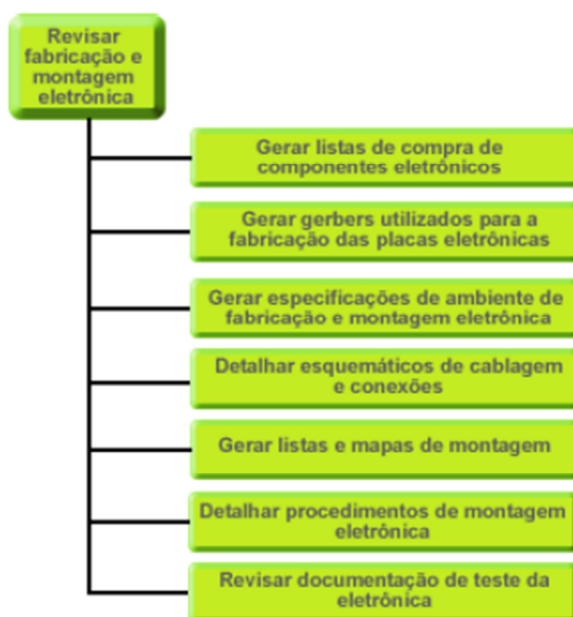 Revisar
fabricação e
montagem
eletrônica
Gerar listas de compra de
componentes eletrônicos
Gerar gerbers utilizados para a
fabricação das placas eletrônicas
Gerar especificações de ambiente de
fabricação e montagem eletrônica
Detalhar esquemáticos de cablagem
e conexões
Gerar listas e mapas de montagem
Detalhar procedimentos de montagem
eletrônica
Revisar documentação de teste da
eletrônica